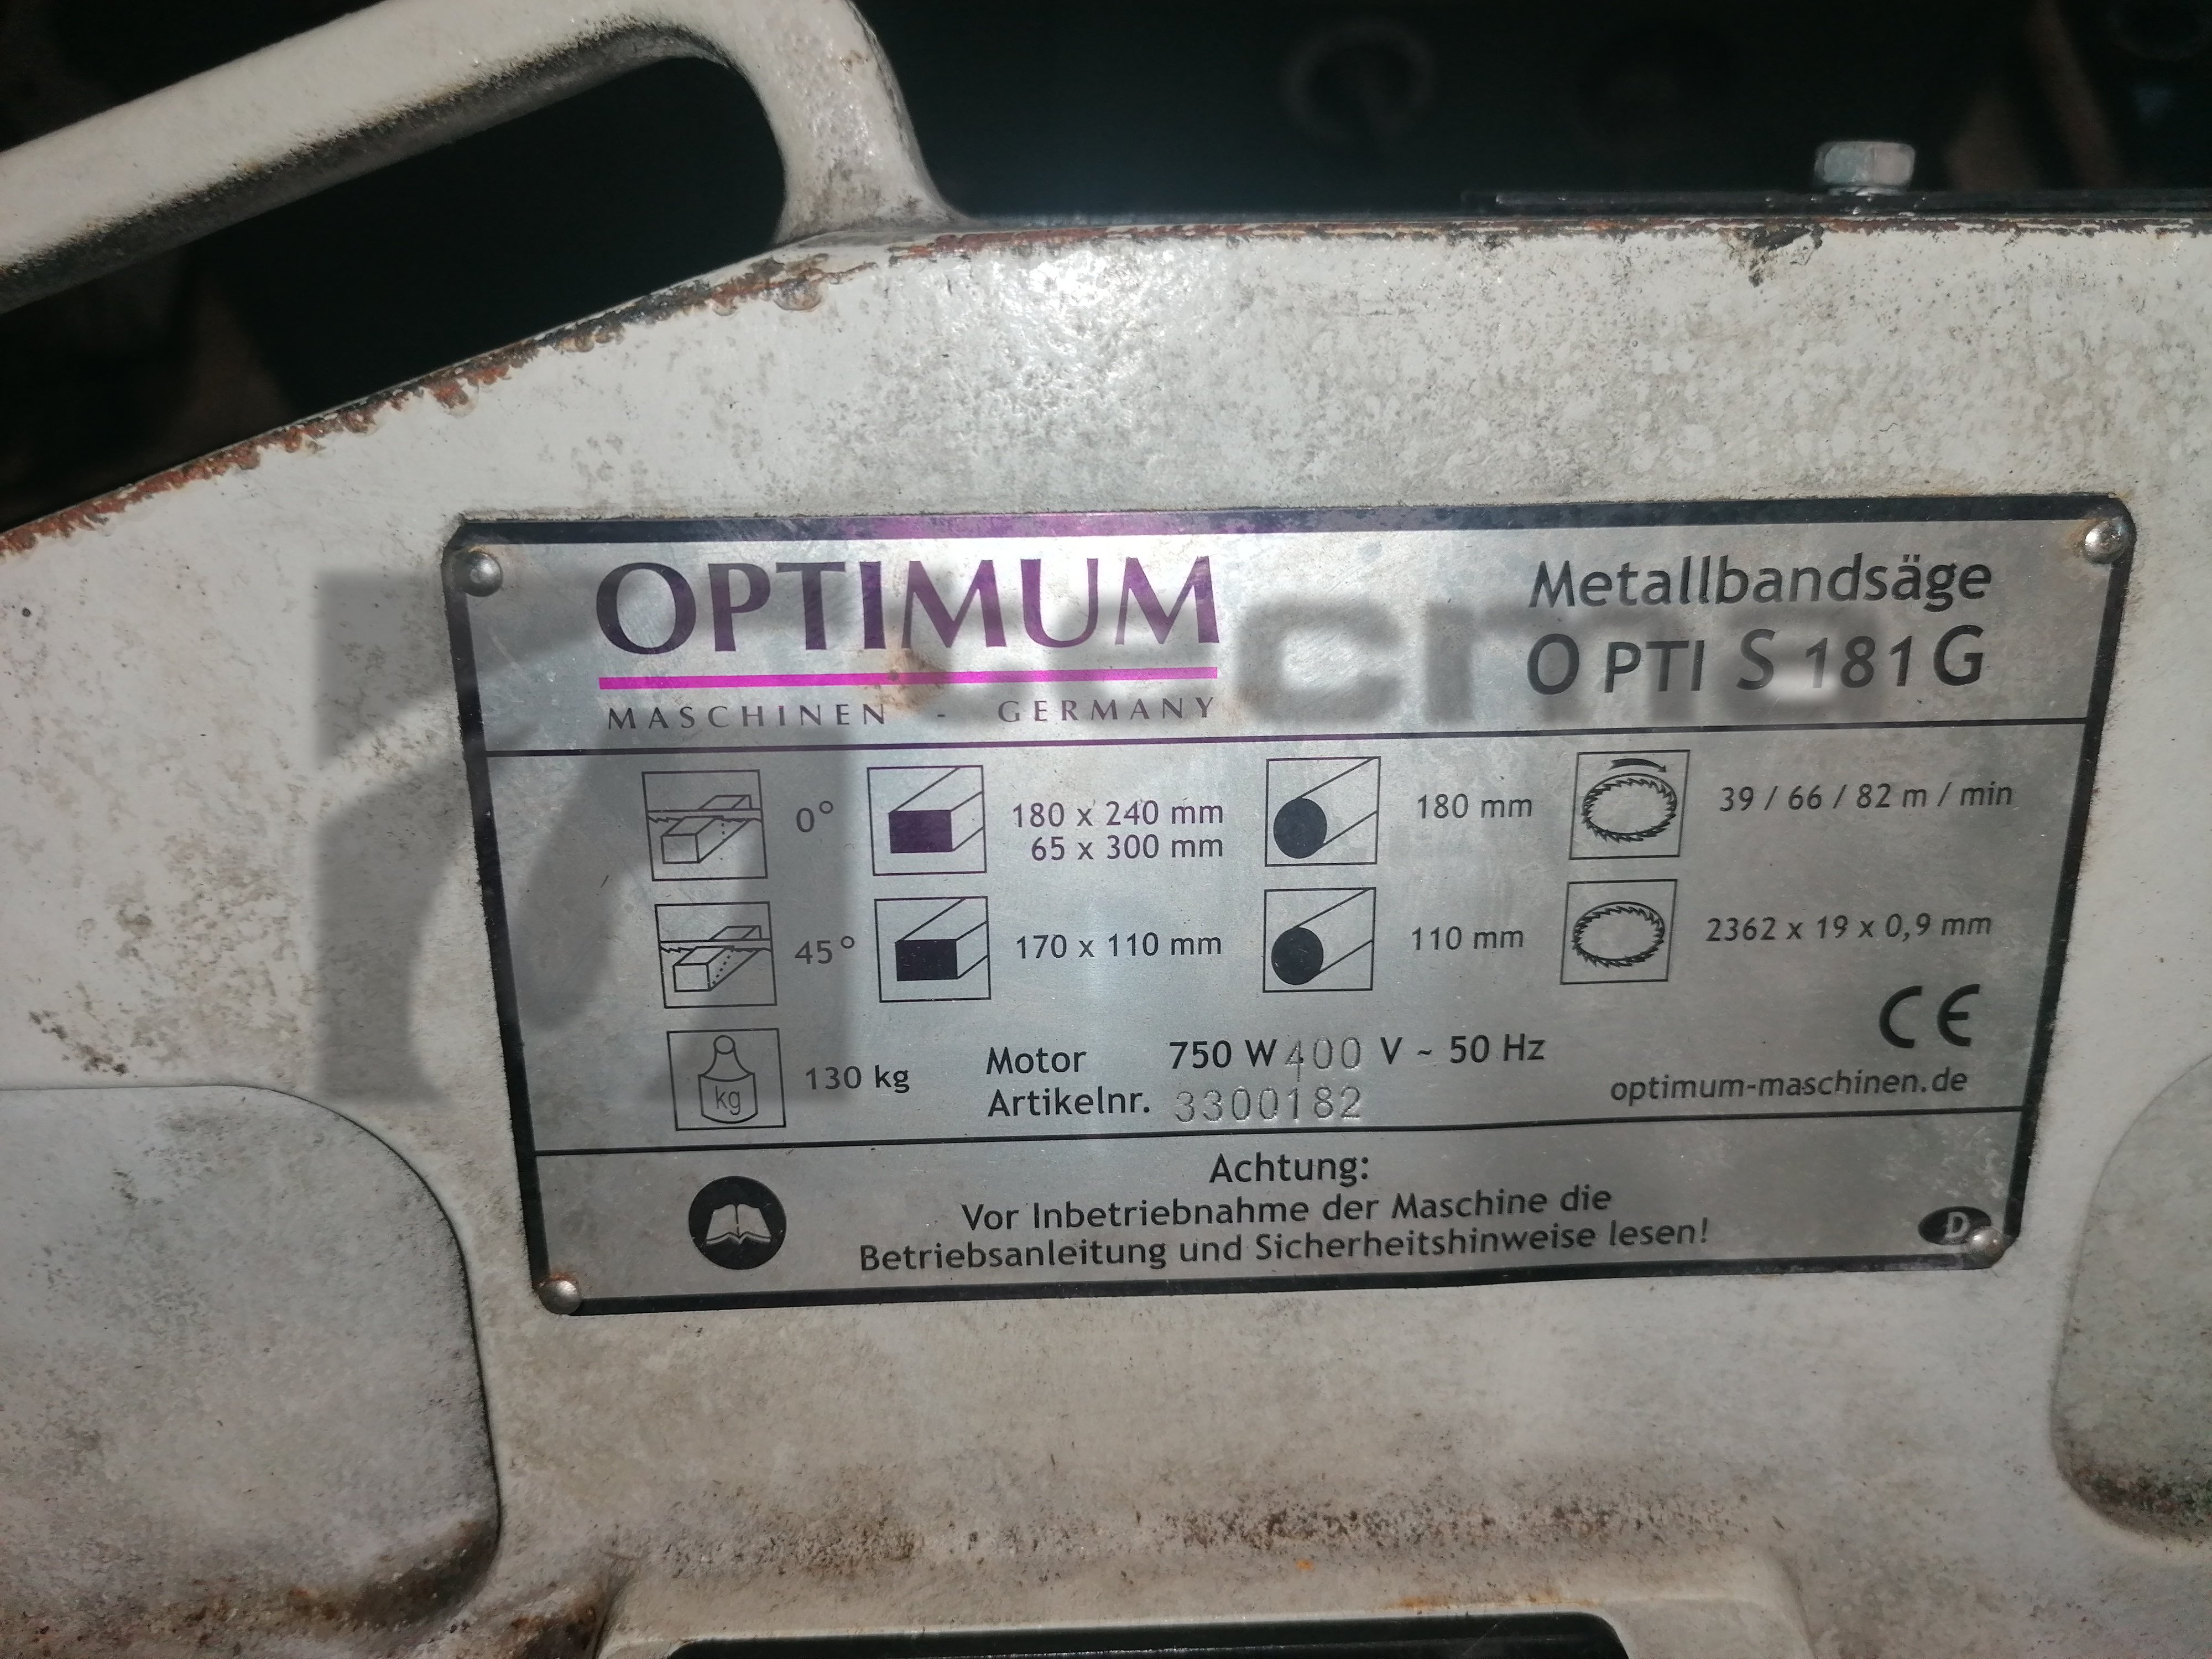 OPTIMUM
MASCHINEN - GERMANY
Metallbandsäge
OPTI S 181 G
0° 180 x 240 mm 180 mm 39 / 66 / 82 m / min
65 x 300 mm
45° 170 x 110 mm 110 mm 2362 x 19 x 0,9 mm
CE
kg 130 kg Motor 750 W 400 V ~ 50 Hz
Artikelnr. 3300182
optimum-maschinen.de
Achtung:
Vor Inbetriebnahme der Maschine die
Betriebsanleitung und Sicherheitshinweise lesen!
D